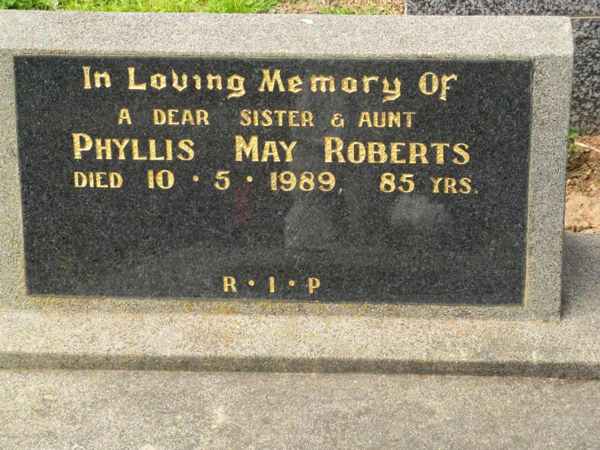 In Loving Memory Of
A DEAR SISTER & AUNT
PHYLLIS MAY ROBERTS
DIED 10 · 5 · 1989, 85 YRS.
R · I · P